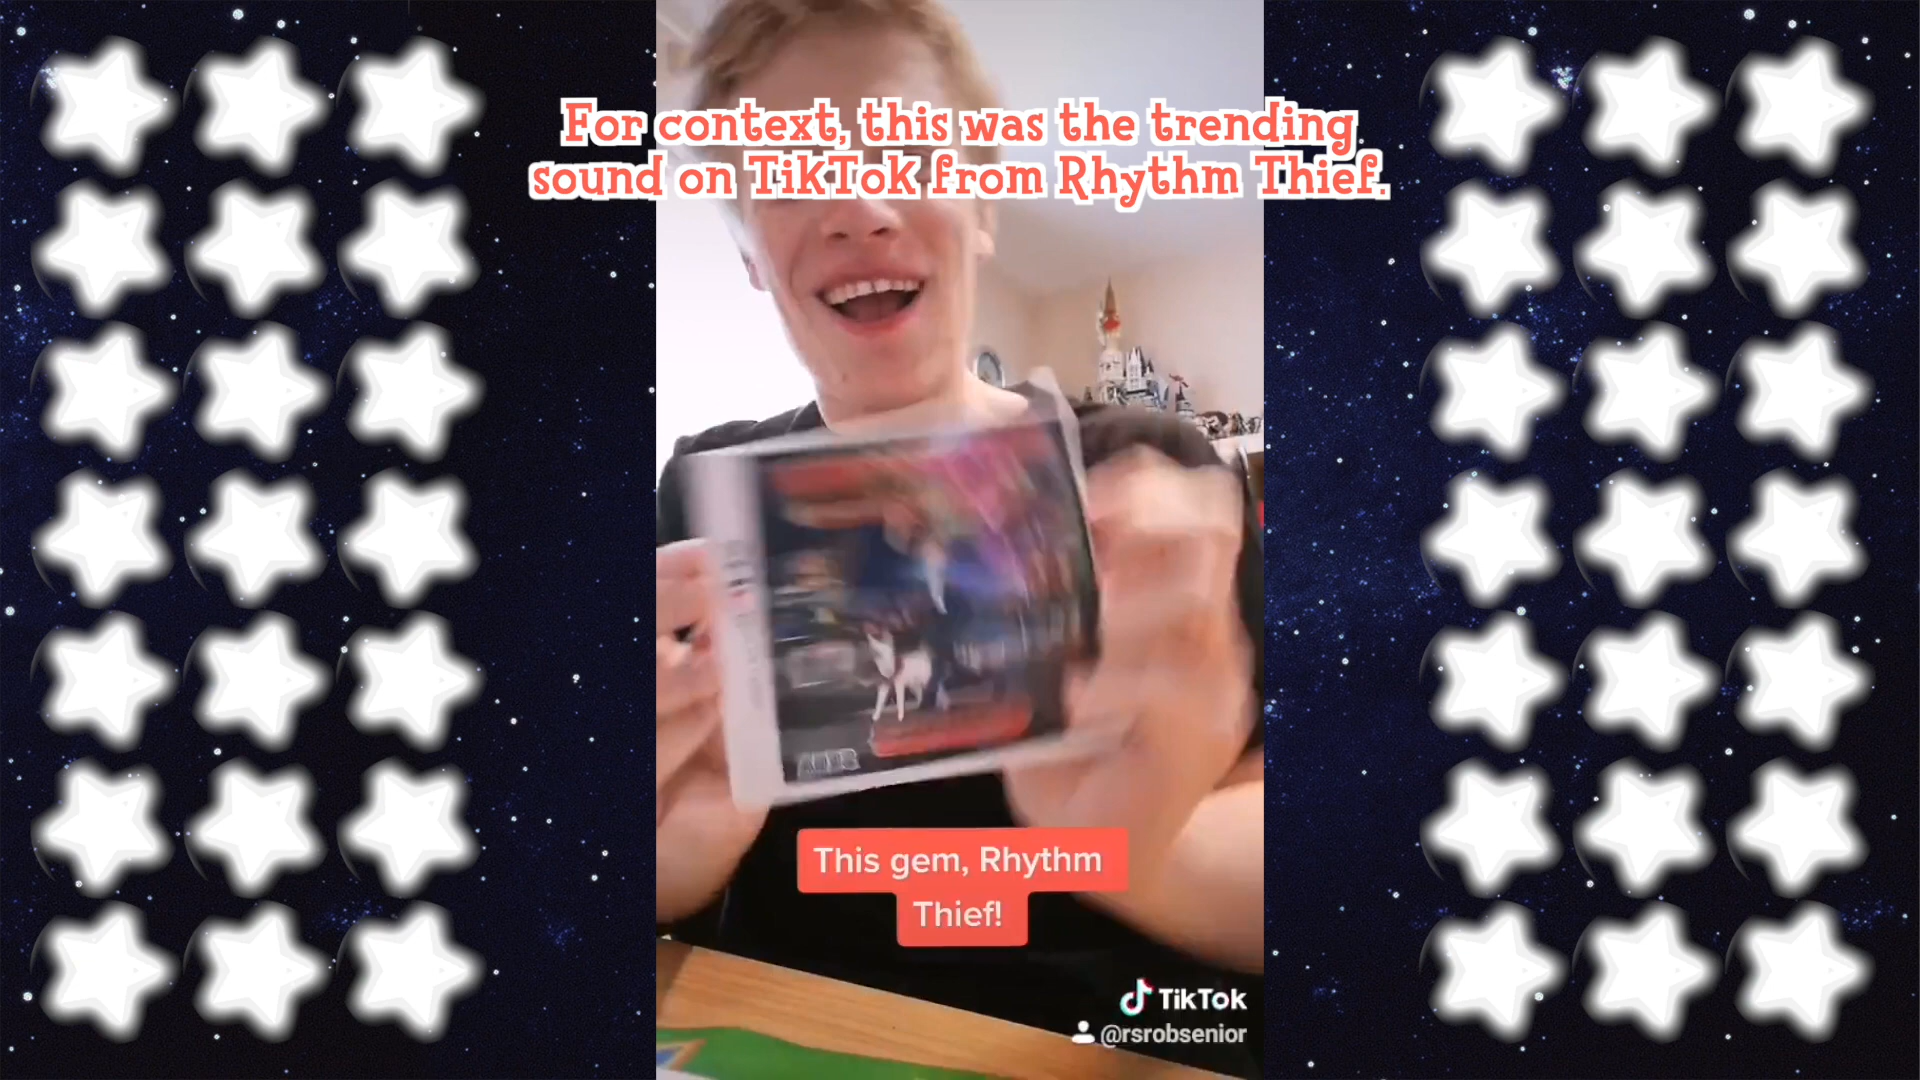 For context, this was the trending
sound on TikTok from Rhythm Thief.
This gem, Rhythm
Thief!
TikTok
@rsrobsenior